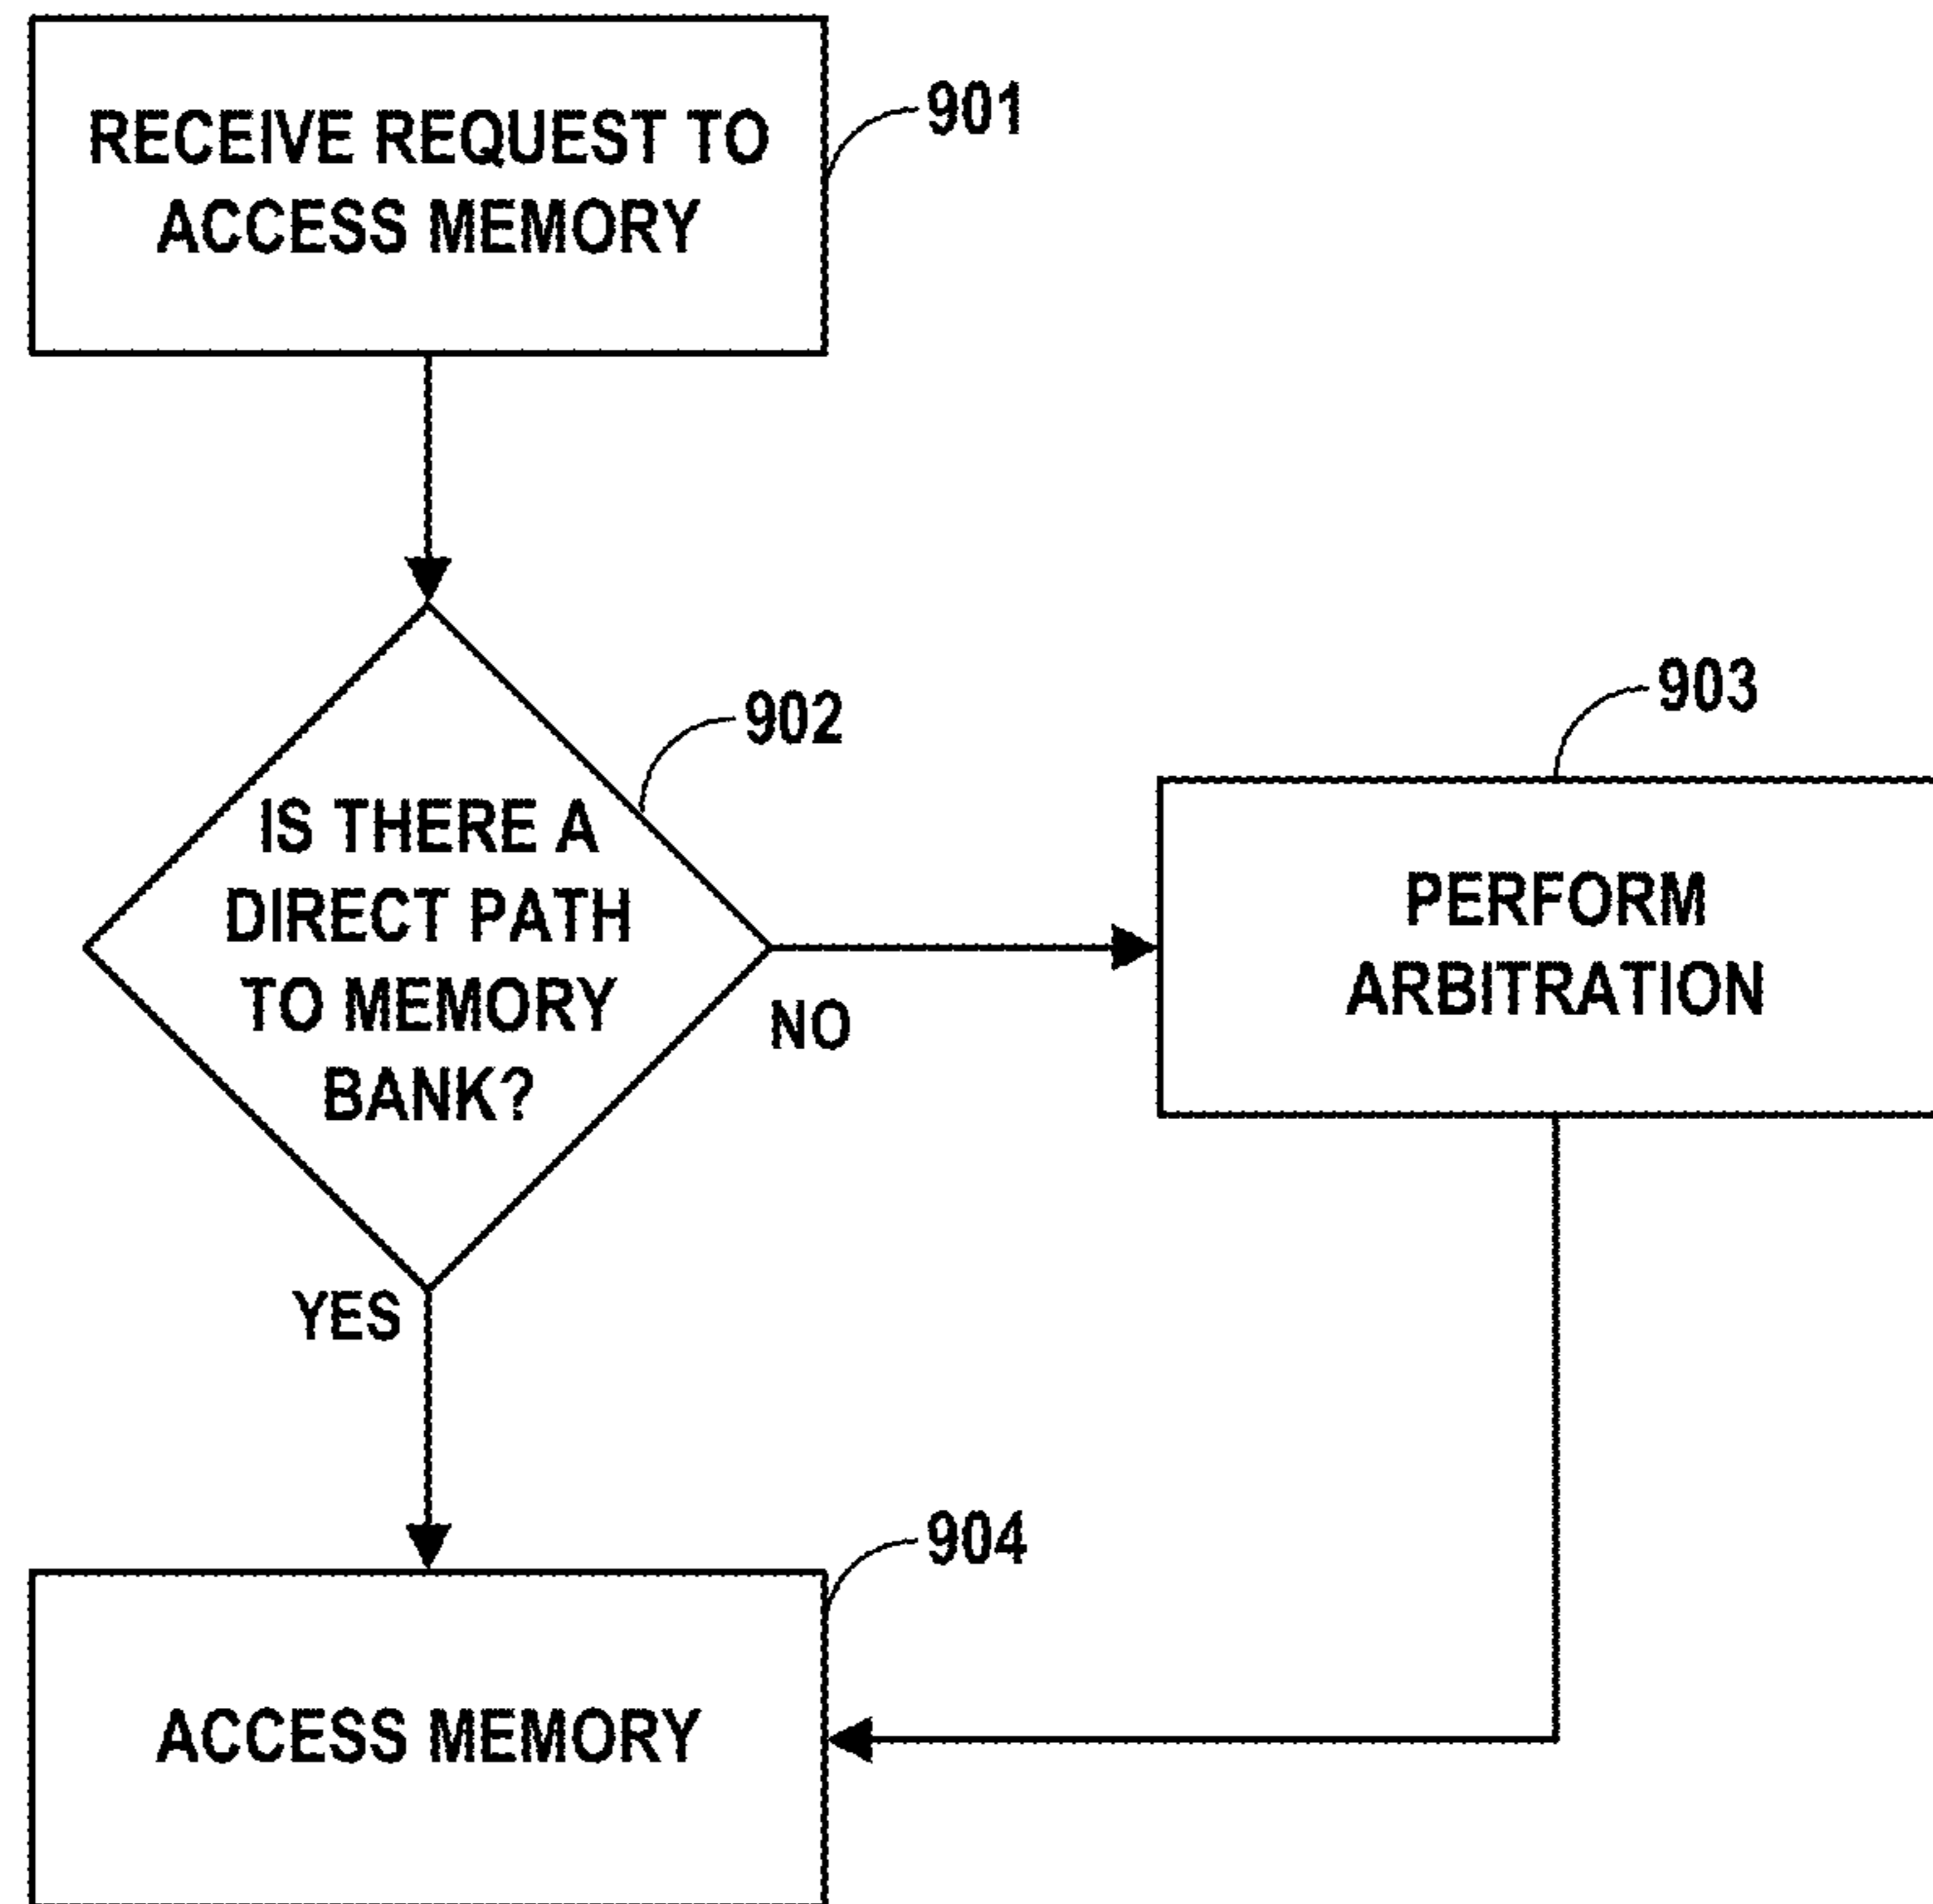 RECEIVE REQUEST TO
ACCESS MEMORY
901
902
IS THERE A
DIRECT PATH
TO MEMORY
BANK?
NO
YES
903
PERFORM
ARBITRATION
904
ACCESS MEMORY